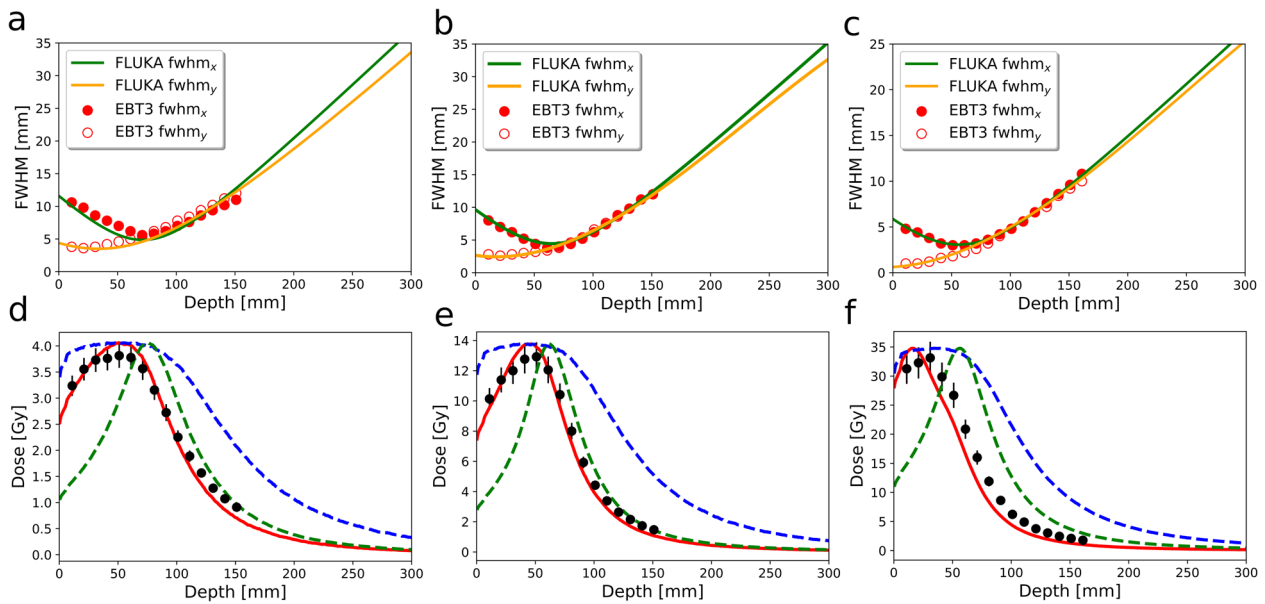 a
35
30
25
20
15
10
5
0
FWHM [mm]
FLUKA fwhmₓ
FLUKA fwhmᵧ
EBT3 fwhmₓ
EBT3 fwhmᵧ
0 50 100 150 200 250 300
Depth [mm]
b
35
30
25
20
15
10
5
0
FWHM [mm]
FLUKA fwhmₓ
FLUKA fwhmᵧ
EBT3 fwhmₓ
EBT3 fwhmᵧ
0 50 100 150 200 250 300
Depth [mm]
c
25
20
15
10
5
0
FWHM [mm]
FLUKA fwhmₓ
FLUKA fwhmᵧ
EBT3 fwhmₓ
EBT3 fwhmᵧ
0 50 100 150 200 250 300
Depth [mm]
d
4.0
3.5
3.0
2.5
2.0
1.5
1.0
0.5
0.0
Dose [Gy]
0 50 100 150 200 250 300
Depth [mm]
e
14
12
10
8
6
4
2
0
Dose [Gy]
0 50 100 150 200 250 300
Depth [mm]
f
35
30
25
20
15
10
5
0
Dose [Gy]
0 50 100 150 200 250 300
Depth [mm]